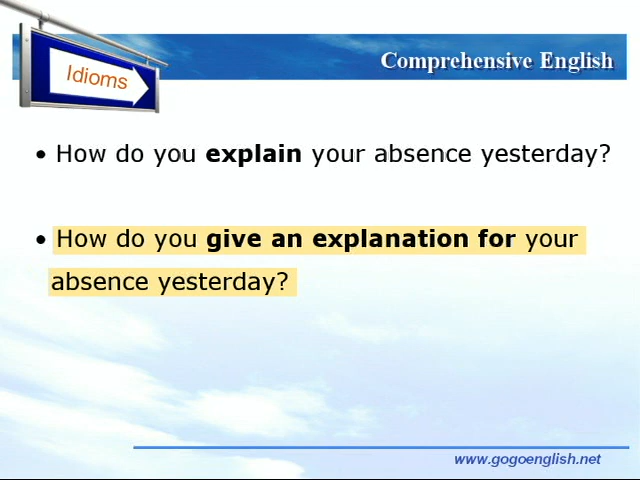 Idioms
Comprehensive English
• How do you explain your absence yesterday?
• How do you give an explanation for your
absence yesterday?
www.gogoenglish.net